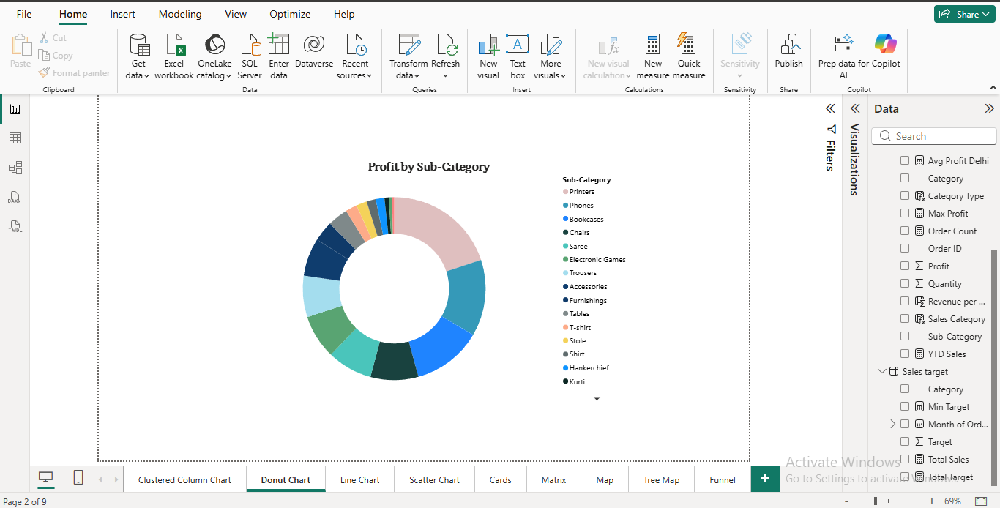 File Home Insert Modeling View Optimize Help Share
Paste
Cut
Copy
Format painter
Clipboard
Get data
Excel workbook
OneLake catalog
SQL Server
Enter data
Dataverse
Recent sources
Data
Transform data
Refresh
Queries
New visual
Text box
More visuals
Insert
New visual calculation
New measure
Quick measure
Calculations
Sensitivity
Sensitivity
Publish
Share
Prep data for AI
Copilot
Copilot
DAX
TMDL
Profit by Sub-Category
Sub-Category
Printers
Phones
Bookcases
Chairs
Saree
Electronic Games
Trousers
Accessories
Furnishings
Tables
T-shirt
Stole
Shirt
Hankerchief
Kurti
Filters
Visualizations
Data
Search
Avg Profit Delhi
Category
Category Type
Max Profit
Order Count
Order ID
Profit
Quantity
Revenue per ...
Sales Category
Sub-Category
YTD Sales
Sales target
Category
Min Target
Month of Ord...
Target
Total Sales
Total Target
Activate Windows
Go to Settings to activate Windows.
Clustered Column Chart Donut Chart Line Chart Scatter Chart Cards Matrix Map Tree Map Funnel +
Page 2 of 9
- + 69%